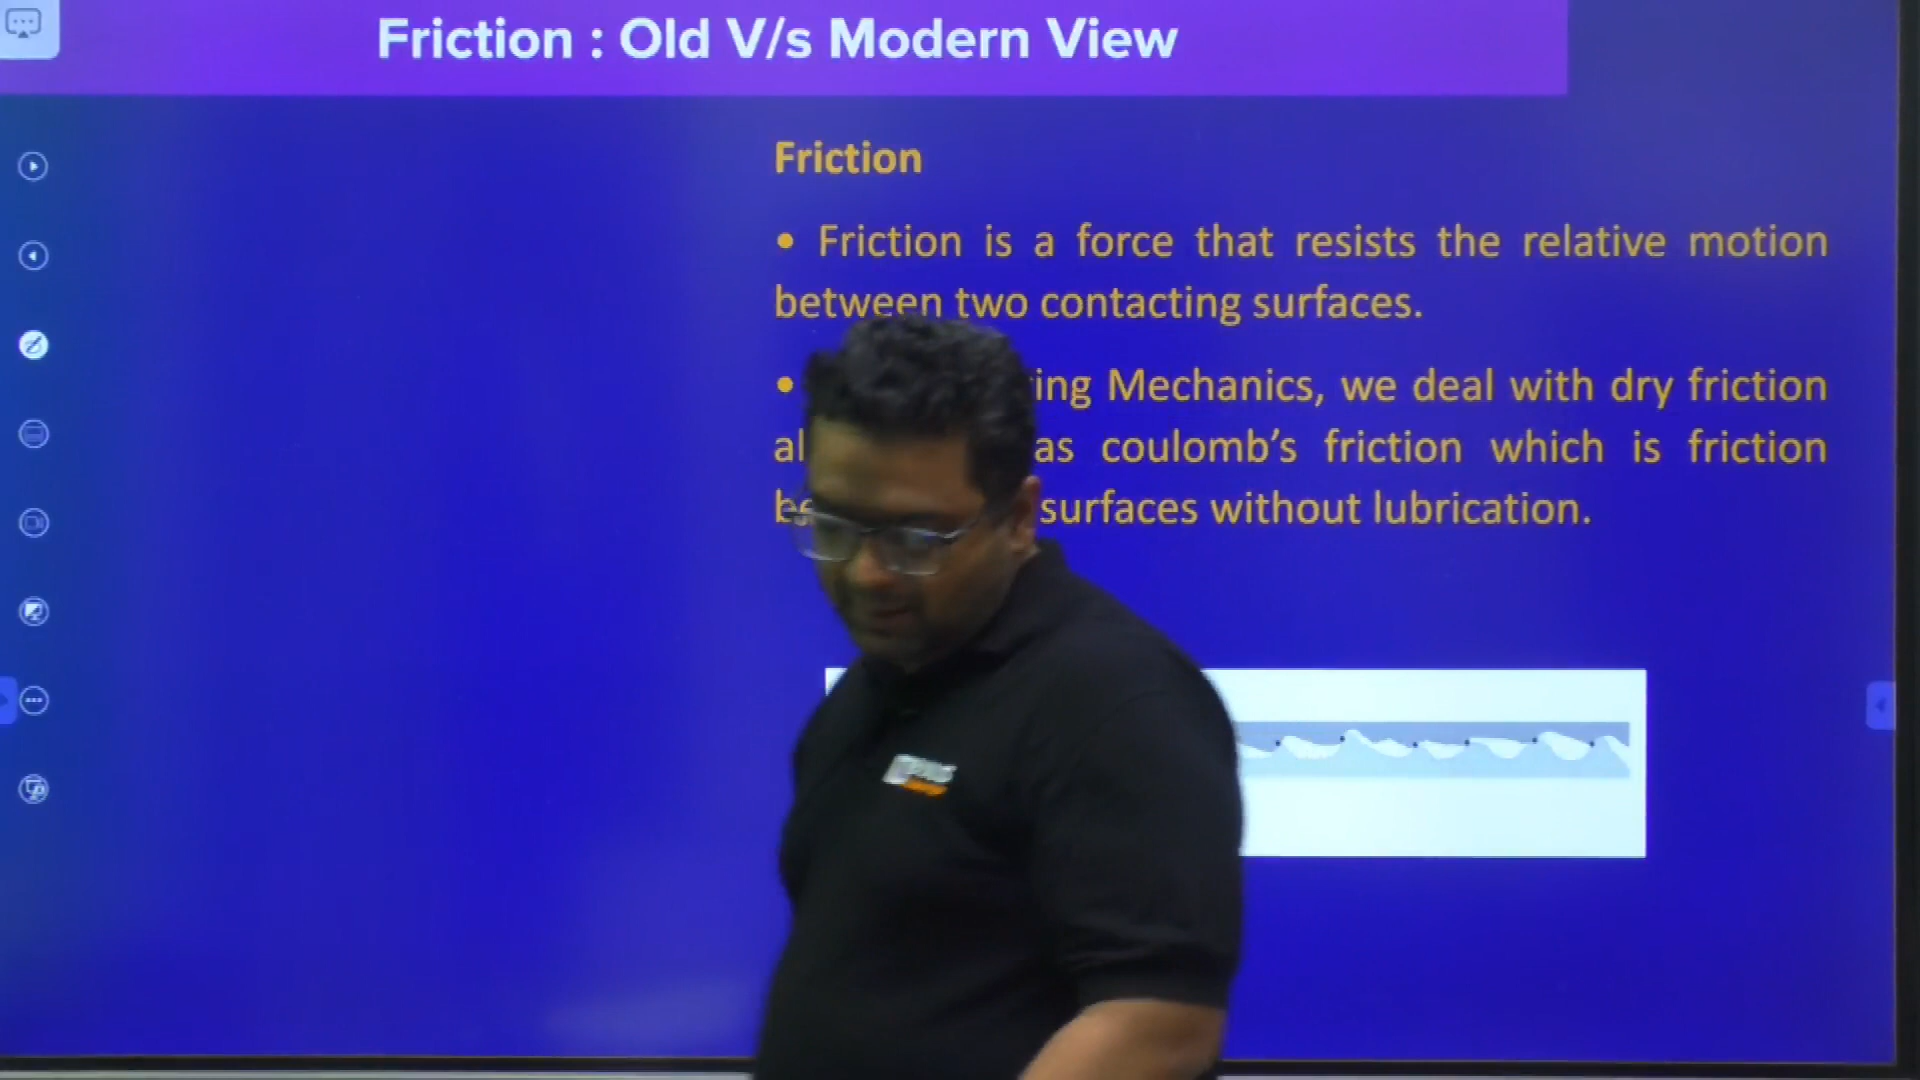 Friction : Old V/s Modern View
Friction
• Friction is a force that resists the relative motion
between two contacting surfaces.
• ing Mechanics, we deal with dry friction
al as coulomb’s friction which is friction
be surfaces without lubrication.